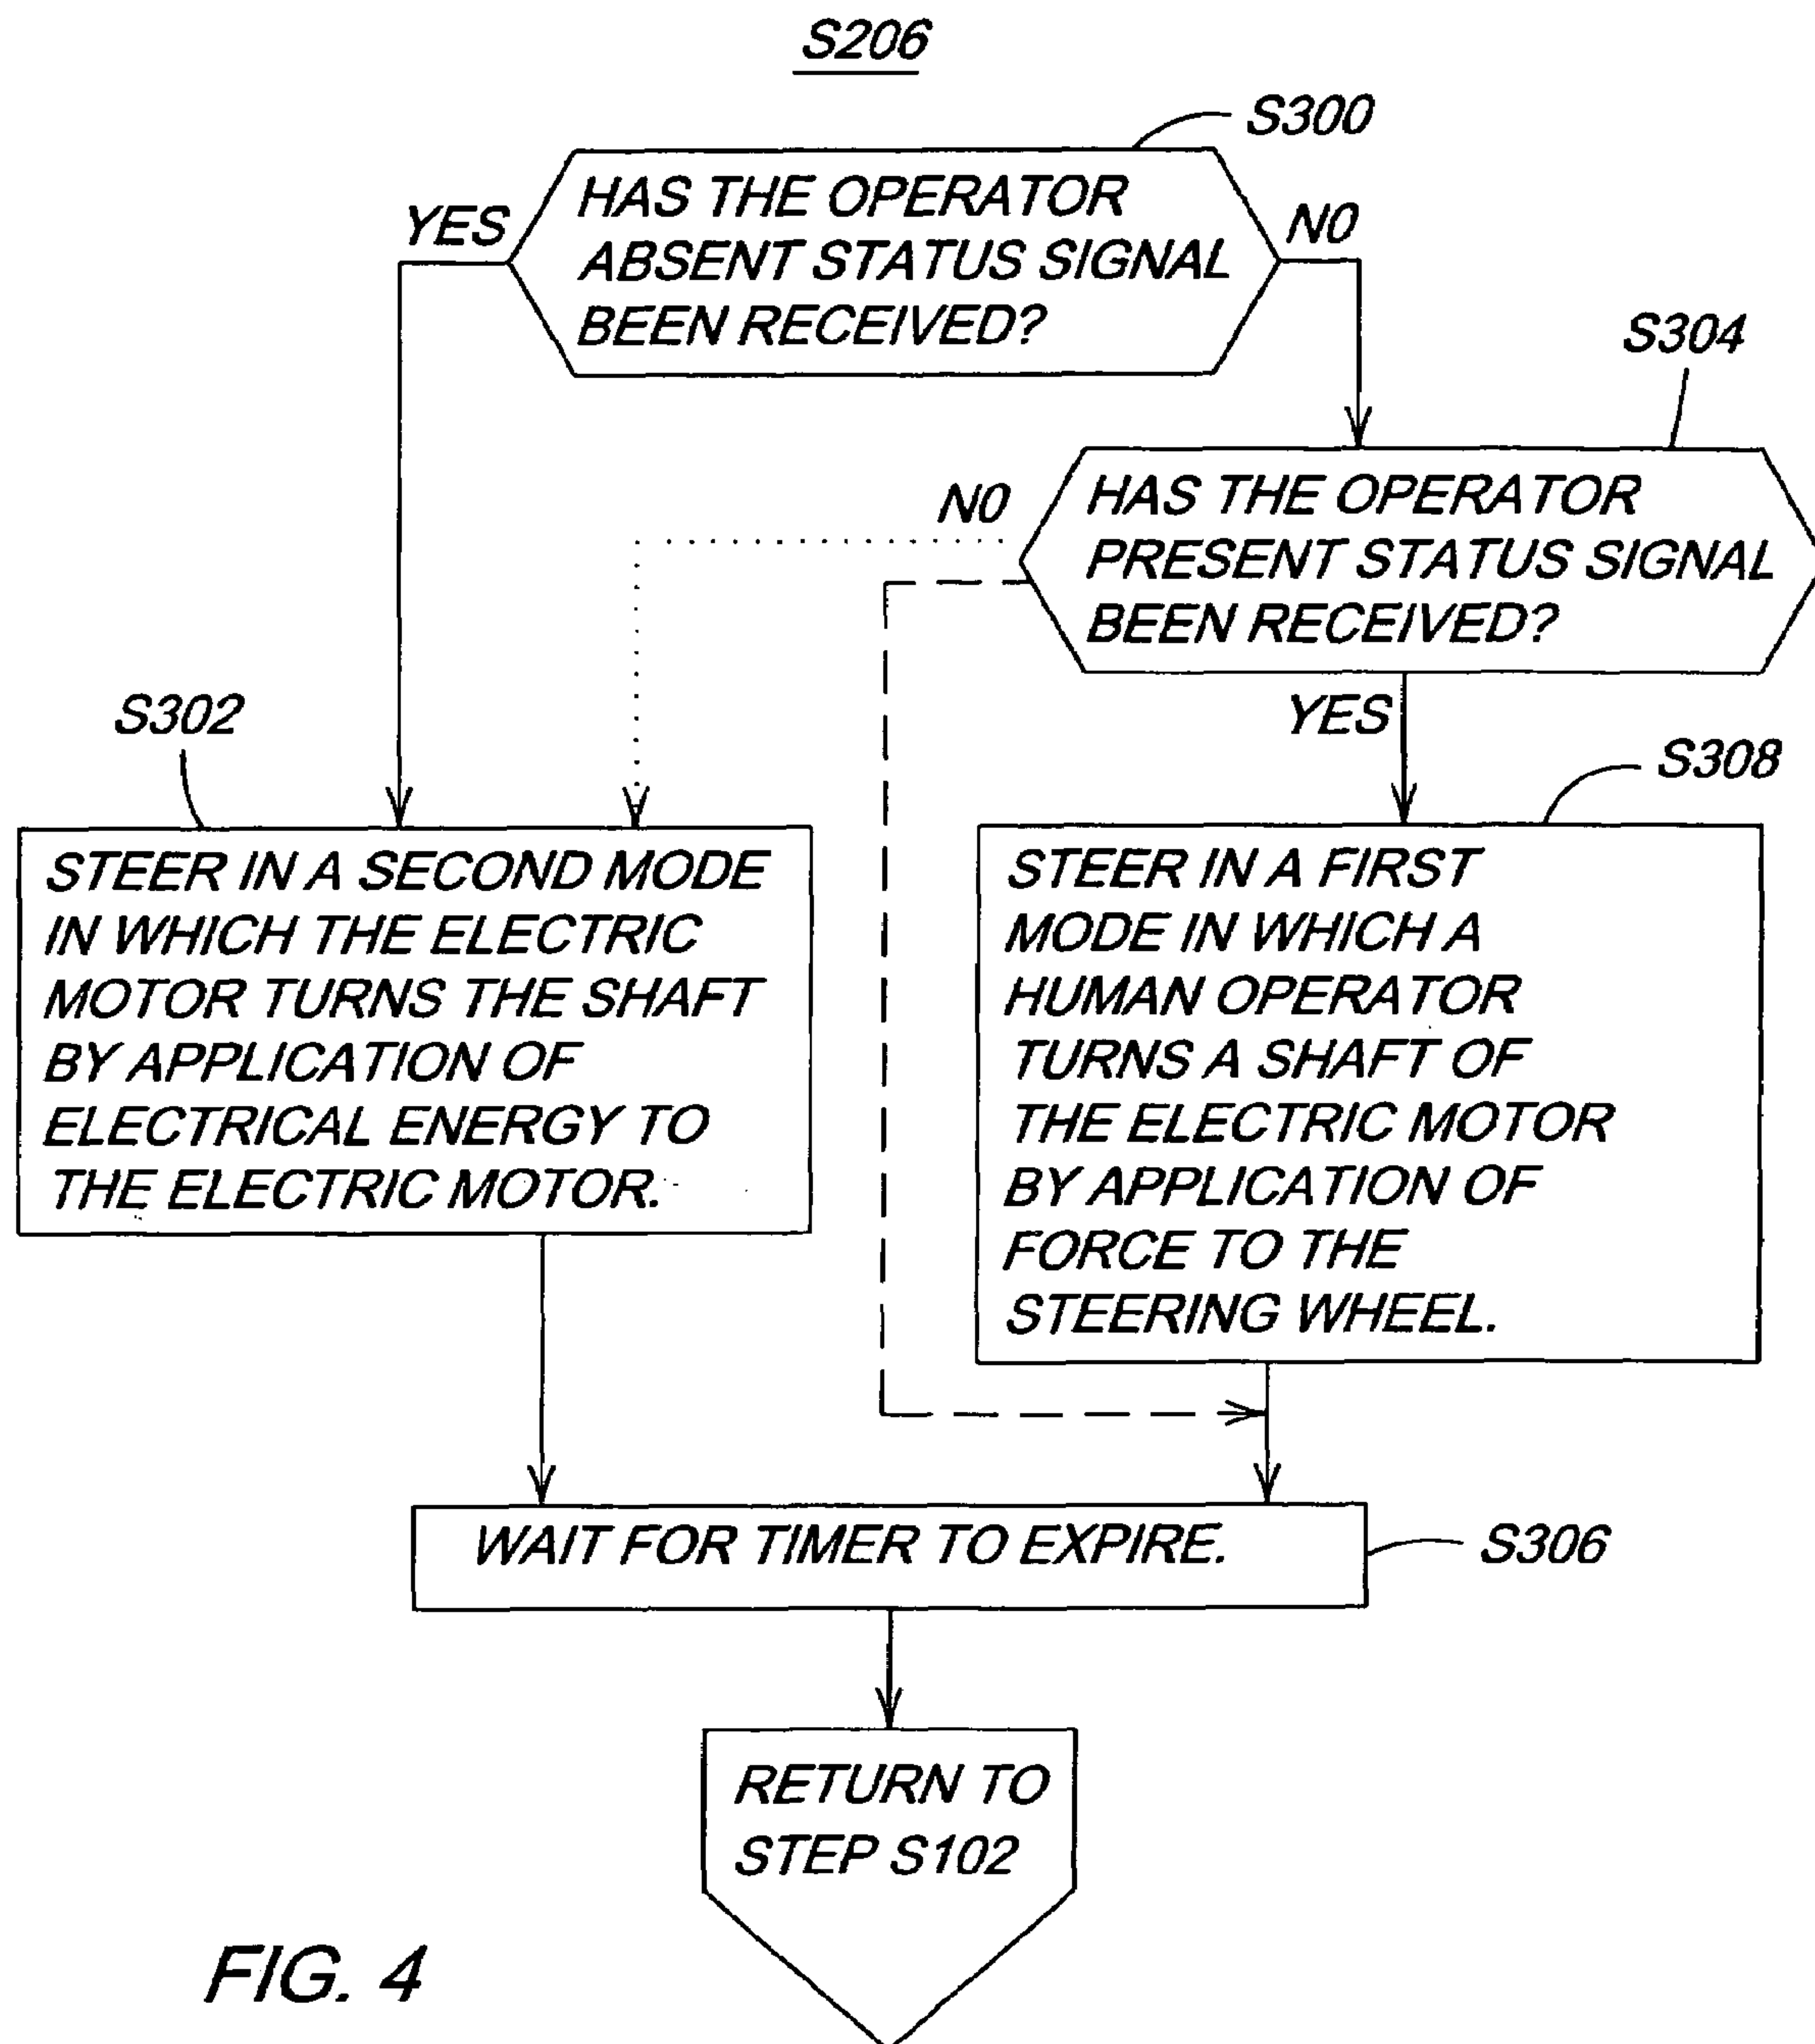 S206
S300
HAS THE OPERATOR
ABSENT STATUS SIGNAL
BEEN RECEIVED?
YES
NO
S304
HAS THE OPERATOR
PRESENT STATUS SIGNAL
BEEN RECEIVED?
NO
YES
S302
STEER IN A SECOND MODE
IN WHICH THE ELECTRIC
MOTOR TURNS THE SHAFT
BY APPLICATION OF
ELECTRICAL ENERGY TO
THE ELECTRIC MOTOR.
S308
STEER IN A FIRST
MODE IN WHICH A
HUMAN OPERATOR
TURNS A SHAFT OF
THE ELECTRIC MOTOR
BY APPLICATION OF
FORCE TO THE
STEERING WHEEL.
WAIT FOR TIMER TO EXPIRE.
S306
RETURN TO
STEP S102
FIG. 4